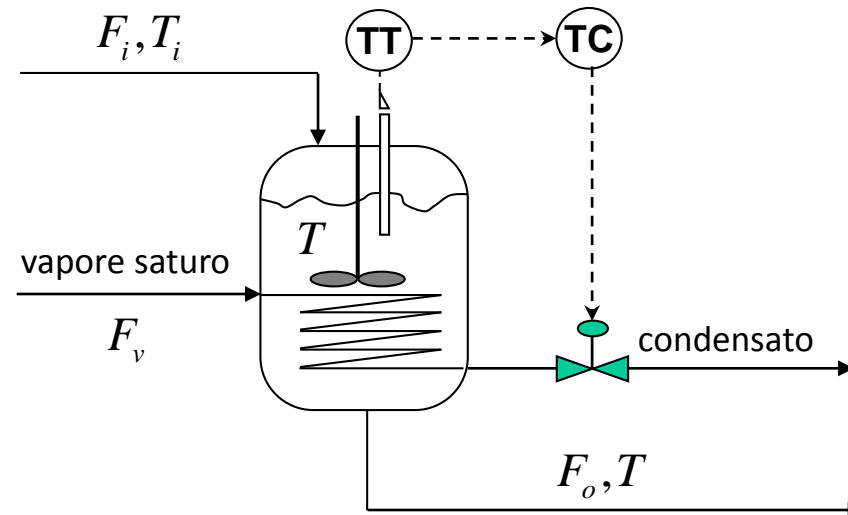 F_i, T_i
TT
TC
T
vapore saturo
F_v
condensato
F_o, T